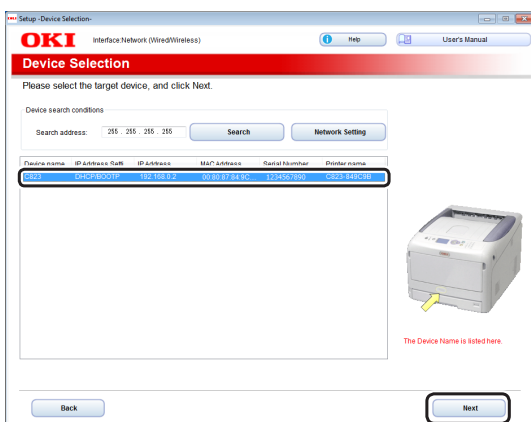 OKI Setup -Device Selection-
OKI Interface:Network (Wired/Wireless) Help User's Manual
Device Selection
Please select the target device, and click Next.
Device search conditions
Search address: 255 . 255 . 255 . 255 Search Network Setting
Device name IP Address Setti IP Address MAC Address Serial Number Printer name
C823 DHCP/BOOTP 192.168.0.2 00:80:87:84:9C... 1234567890 C823-849C9B
The Device Name is listed here.
Back Next